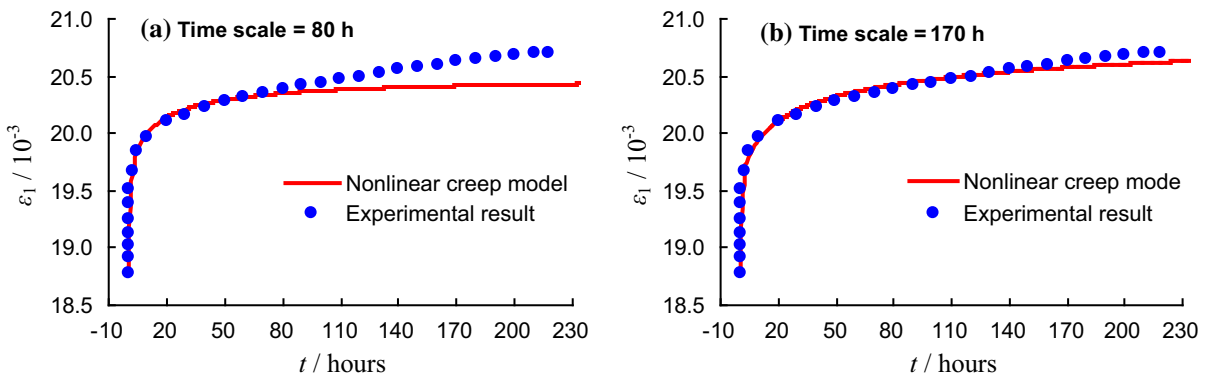 (a) Time scale = 80 h
21.0
20.5
20.0
19.5
19.0
18.5
ε1 / 10-3
Nonlinear creep model
Experimental result
-10 20 50 80 110 140 170 200 230
t / hours
(b) Time scale = 170 h
21.0
20.5
20.0
19.5
19.0
18.5
ε1 / 10-3
Nonlinear creep mode
Experimental result
-10 20 50 80 110 140 170 200 230
t / hours